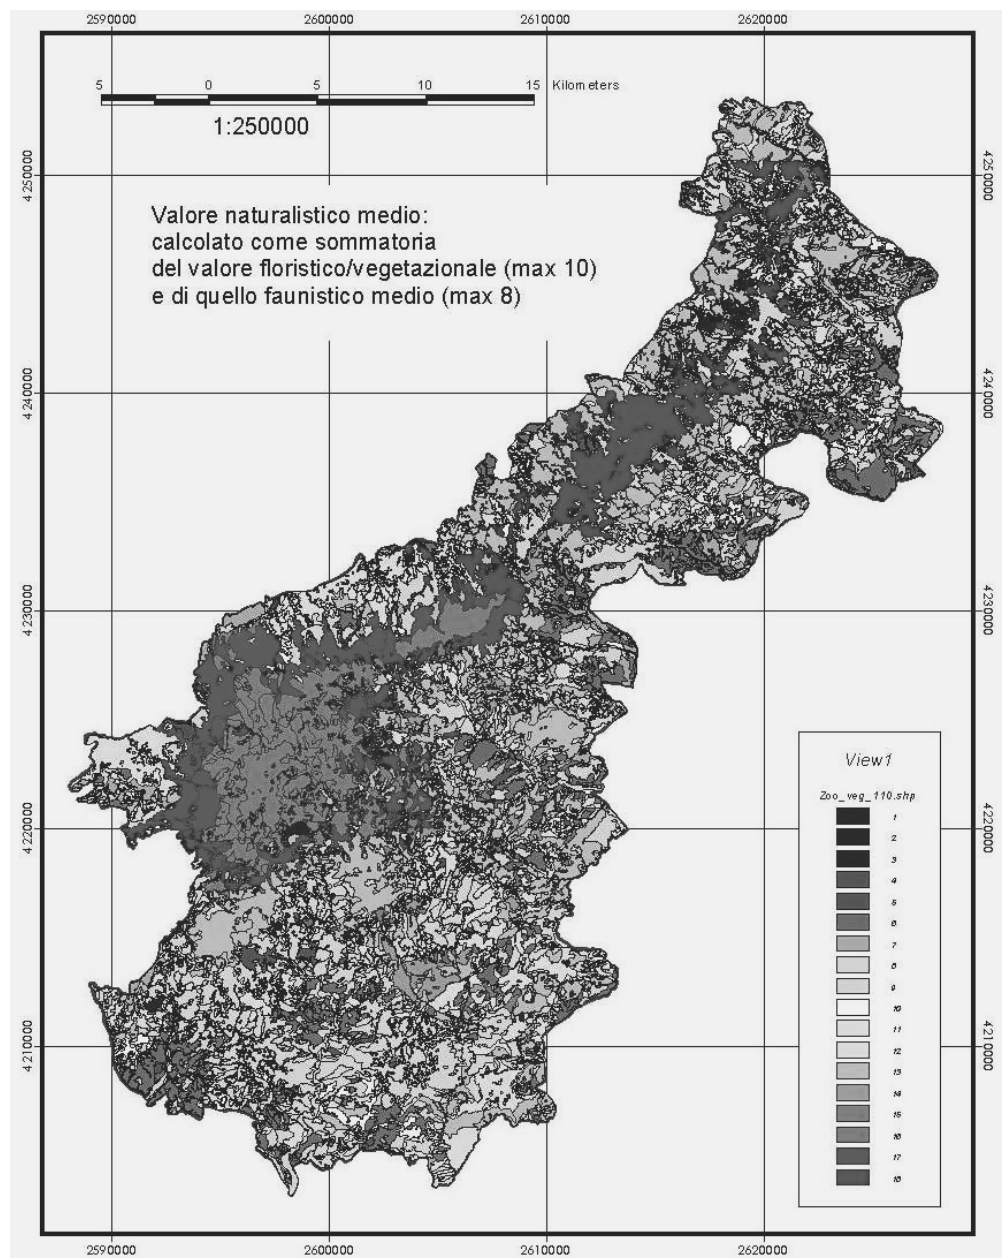 2590000 2600000 2610000 2620000
5 0 5 10 15 Kilometers
1:250000
4250000 4250000
Valore naturalistico medio:
calcolato come sommatoria
del valore floristico/vegetazionale (max 10)
e di quello faunistico medio (max 8)
4240000 4240000
4230000 4230000
View1
Zoo_veg_110.shp
1
4220000 4220000
2
3
4
5
6
7
8
9
10
11
4210000 4210000
12
13
14
15
16
17
18
2590000 2600000 2610000 2620000